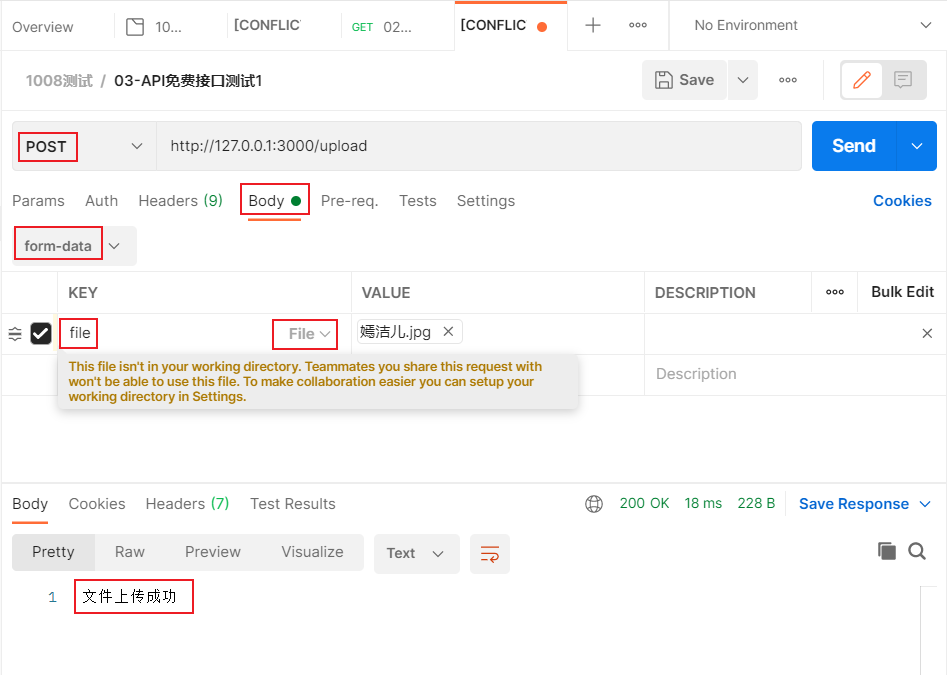 Overview 10... [CONFLIC GET 02... [CONFLIC No Environment
1008测试 / 03-API免费接口测试1 Save
POST http://127.0.0.1:3000/upload Send
Params Auth Headers (9) Body Pre-req. Tests Settings Cookies
form-data
KEY VALUE DESCRIPTION Bulk Edit
file File 嫣洁儿.jpg
This file isn't in your working directory. Teammates you share this request with
won't be able to use this file. To make collaboration easier you can setup your
working directory in Settings.
Description
Body Cookies Headers (7) Test Results 200 OK 18 ms 228 B Save Response
Pretty Raw Preview Visualize Text
1 文件上传成功